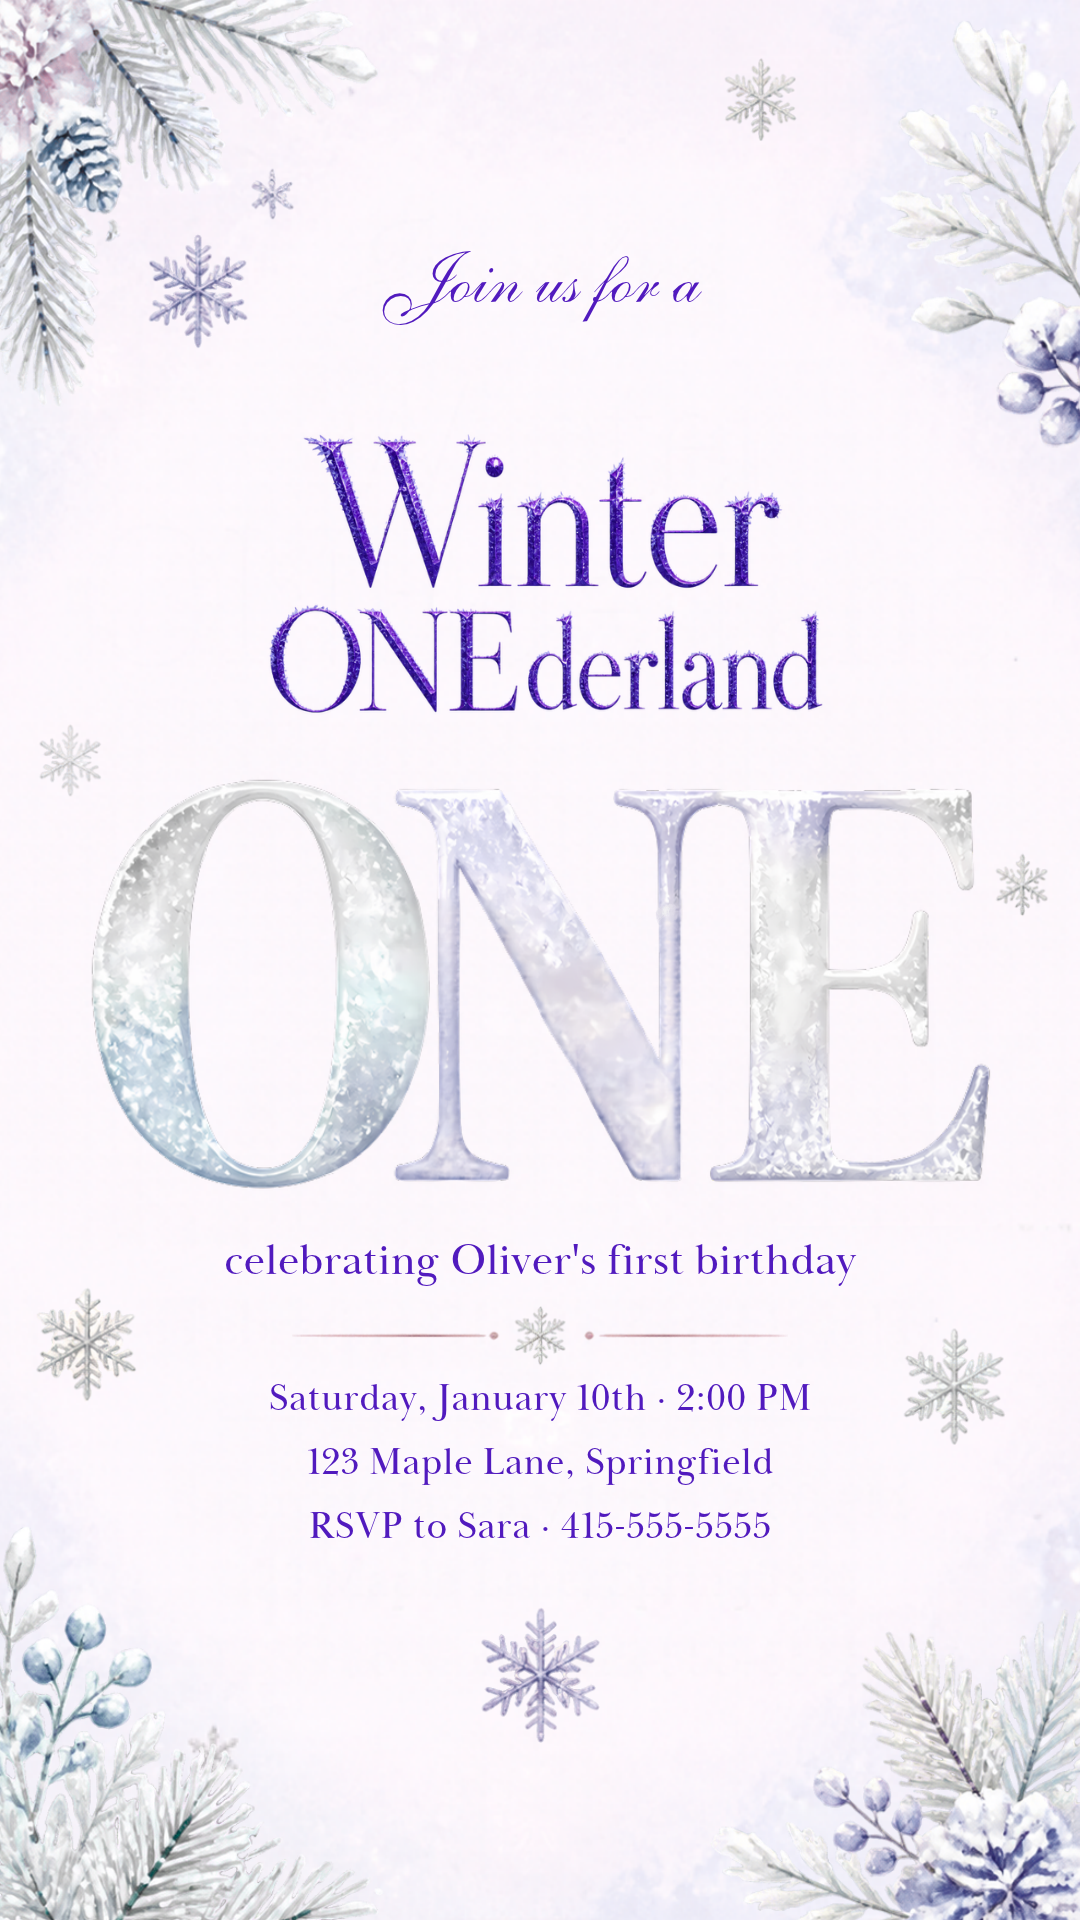 Join us for a
Winter
ONEderland
ONE
celebrating Oliver's first birthday
Saturday, January 10th · 2:00 PM
123 Maple Lane, Springfield
RSVP to Sara · 415-555-5555